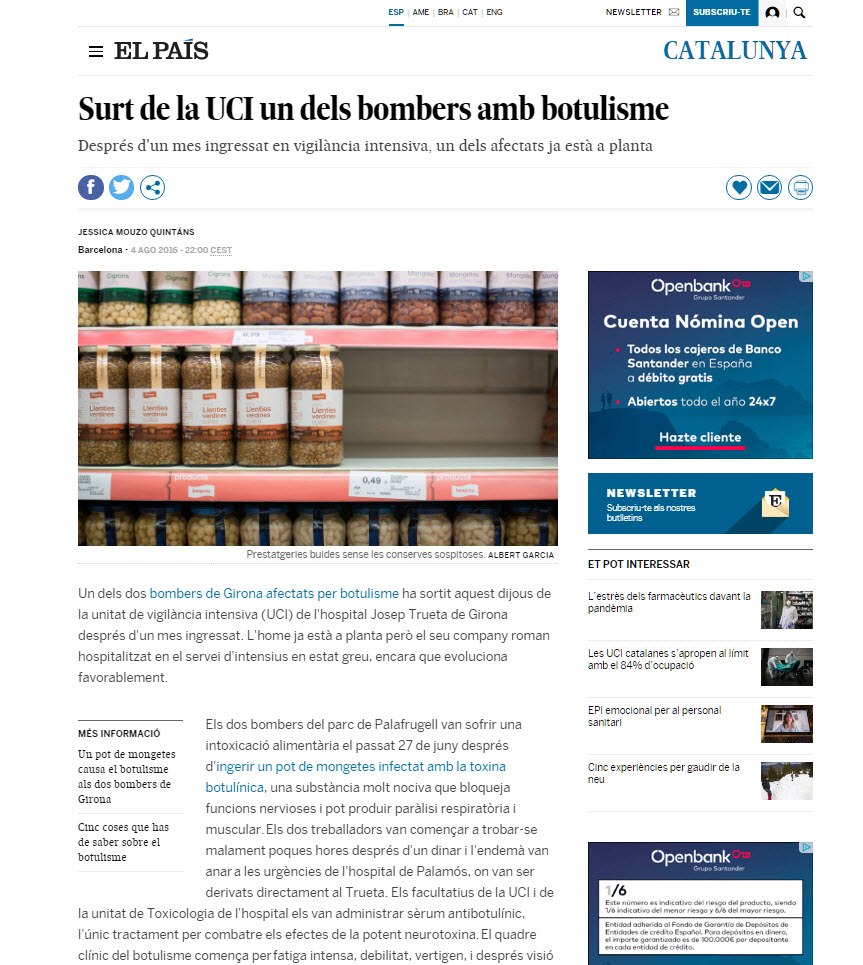 ESP | AME | BRA | CAT | ENG
NEWSLETTER
SUBSCRIU-TE
EL PAÍS
CATALUNYA
Surt de la UCI un dels bombers amb botulisme
Després d'un mes ingressat en vigilància intensiva, un dels afectats ja està a planta
JESSICA MOUZO QUINTÁNS
Barcelona - 4 AGO 2016 - 22:00 CEST
Cigrons
Cigrons
Mongetes
Llenties verdines
Llenties verdines
Llenties verdines
Llenties verdines
Llenties verdines
0,79
0,49
producte
bonpreu
Prestatgeries buides sense les conserves sospitoses. ALBERT GARCIA
Un dels dos bombers de Girona afectats per botulisme ha sortit aquest dijous de
la unitat de vigilància intensiva (UCI) de l'hospital Josep Trueta de Girona
després d'un mes ingressat. L'home ja està a planta però el seu company roman
hospitalitzat en el servei d'intensius en estat greu, encara que evoluciona
favorablement.
MÉS INFORMACIÓ
Un pot de mongetes
causa el botulisme
als dos bombers de
Girona
Cinc coses que has
de saber sobre el
botulisme
Els dos bombers del parc de Palafrugell van sofrir una
intoxicació alimentària el passat 27 de juny després
d'ingerir un pot de mongetes infectat amb la toxina
botulínica, una substància molt nociva que bloqueja
funcions nervioses i pot produir paràlisi respiratòria i
muscular. Els dos treballadors van començar a trobar-se
malament poques hores després d'un dinar i l'endemà van
anar a les urgències de l'hospital de Palamós, on van ser
derivats directament al Trueta. Els facultatius de la UCI i de
la unitat de Toxicologia de l'hospital els van administrar sèrum antibotulínic,
l'únic tractament per combatre els efectes de la potent neurotoxina. El quadre
clínic del botulisme comença per fatiga intensa, debilitat, vertigen, i després visió
Openbank
Grupo Santander
Cuenta Nómina Open
Todos los cajeros de Banco
Santander en España
a débito gratis
Abiertos todo el año 24x7
Hazte cliente
NEWSLETTER
Subscriu-te als nostres
butlletins
ET POT INTERESSAR
L'estrès dels farmacèutics davant la
pandèmia
Les UCI catalanes s'apropen al límit
amb el 84% d'ocupació
EPI emocional per al personal
sanitari
Cinc experiències per gaudir de la
neu
Openbank
Grupo Santander
1/6
Este número es indicativo del riesgo del producto, siendo
1/6 indicativo del menor riesgo y 6/6 del mayor riesgo.
Entidad adherida al Fondo de Garantía de Depósitos de
Entidades de crédito Español. Para depósitos en dinero,
el importe garantizado es de 100,000€ por depositante
en cada entidad de crédito.